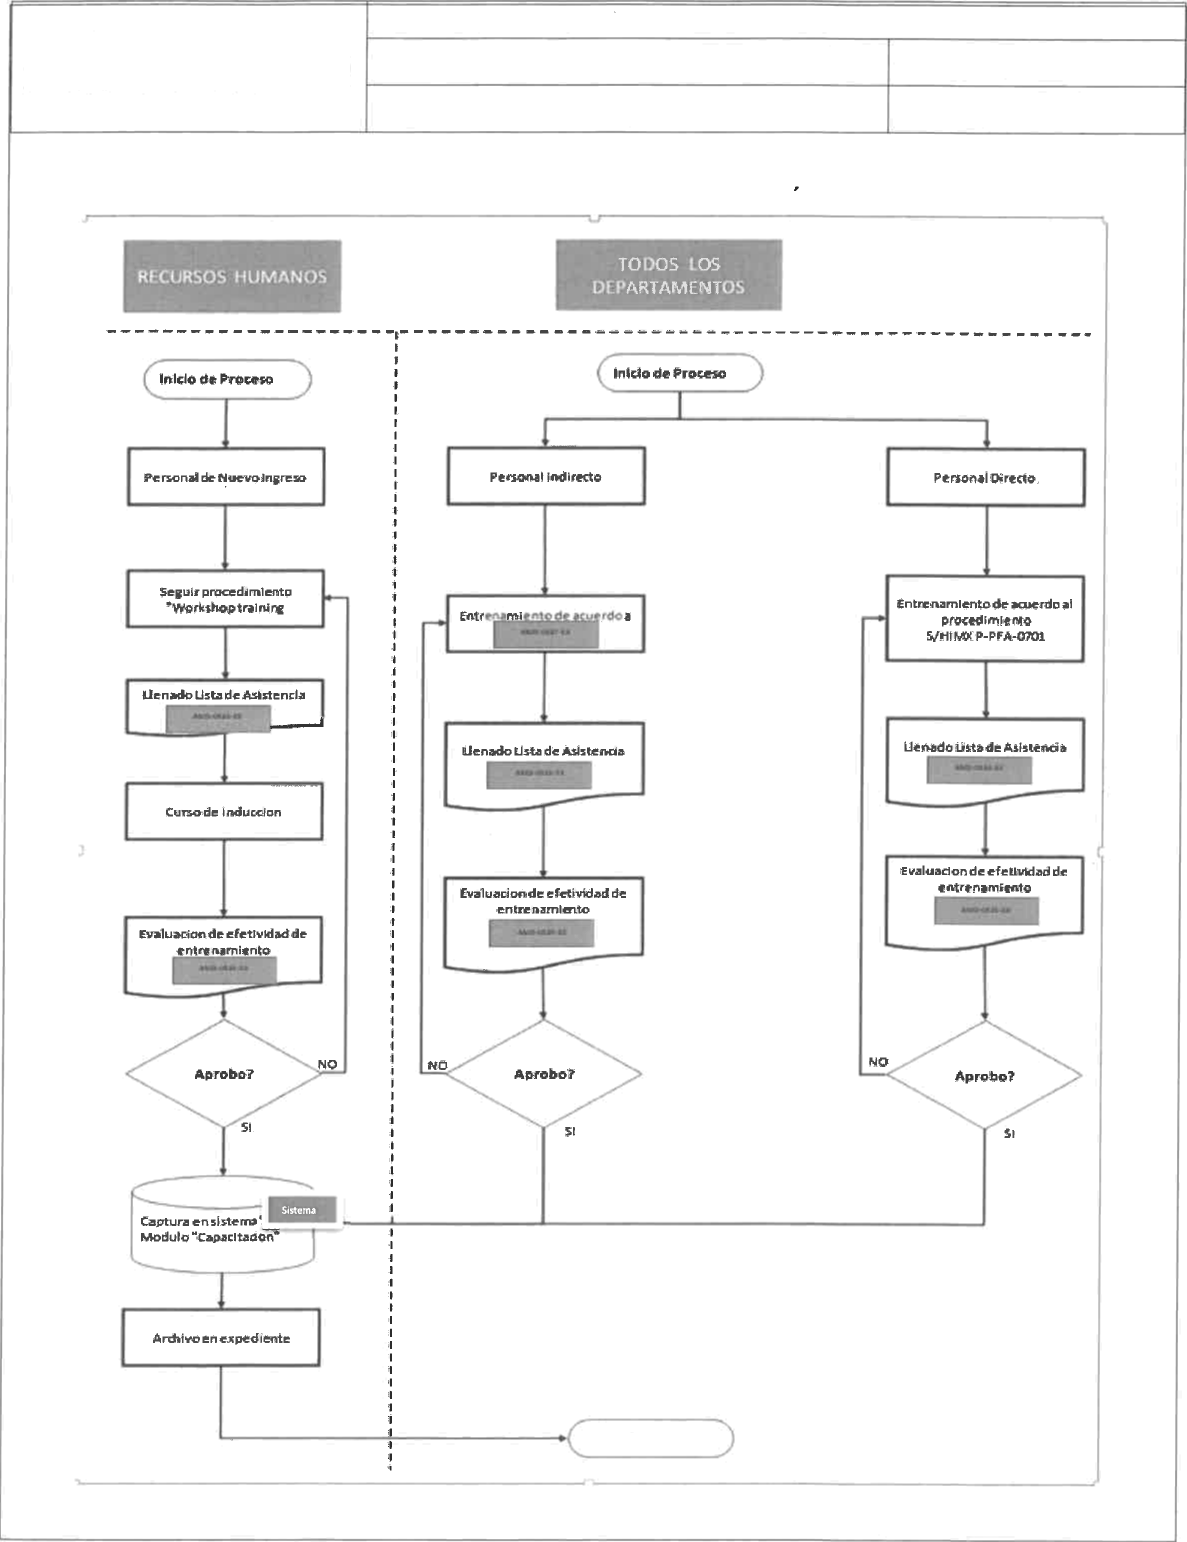 RECURSOS HUMANOS
TODOS LOS
DEPARTAMENTOS
Inicio de Proceso
Inicio de Proceso
Personal de Nuevo Ingreso
Personal Indirecto
Personal Directo
Seguir procedimiento
"Workshop training
Entrenamiento de acuerdo a
Entrenamiento de acuerdo al
procedimiento
S/HIMX P-PFA-0701
Llenado Lista de Asistencia
Llenado Lista de Asistencia
Llenado Lista de Asistencia
Curso de Induccion
Evaluacion de efetividad de
entrenamiento
Evaluacion de efetividad de
entrenamiento
Evaluacion de efetividad de
entrenamiento
Aprobo?
NO
SI
NO
Aprobo?
SI
NO
Aprobo?
SI
Captura en sistema"
Sistema
Modulo "Capacitacion"
Archivo en expediente